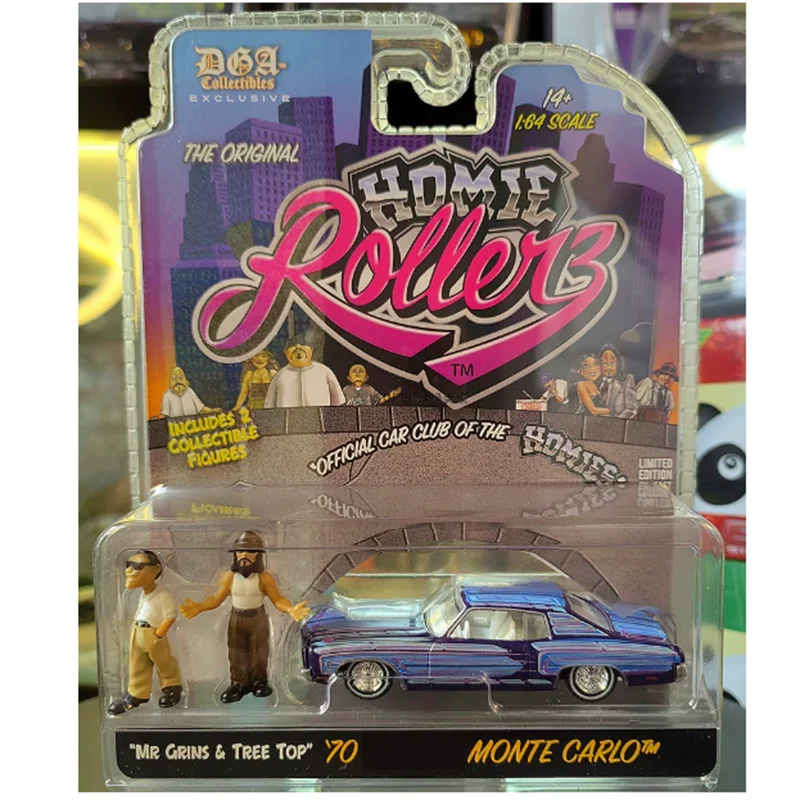 DGA
Collectibles
EXCLUSIVE
14+
1:64 SCALE
THE ORIGINAL
HOMIE
Rollerz
TM
INCLUDES 2
COLLECTIBLE
FIGURES
"OFFICIAL CAR CLUB OF THE HOMIES"
LIMITED
EDITION
"MR GRINS & TREE TOP" '70 MONTE CARLO™